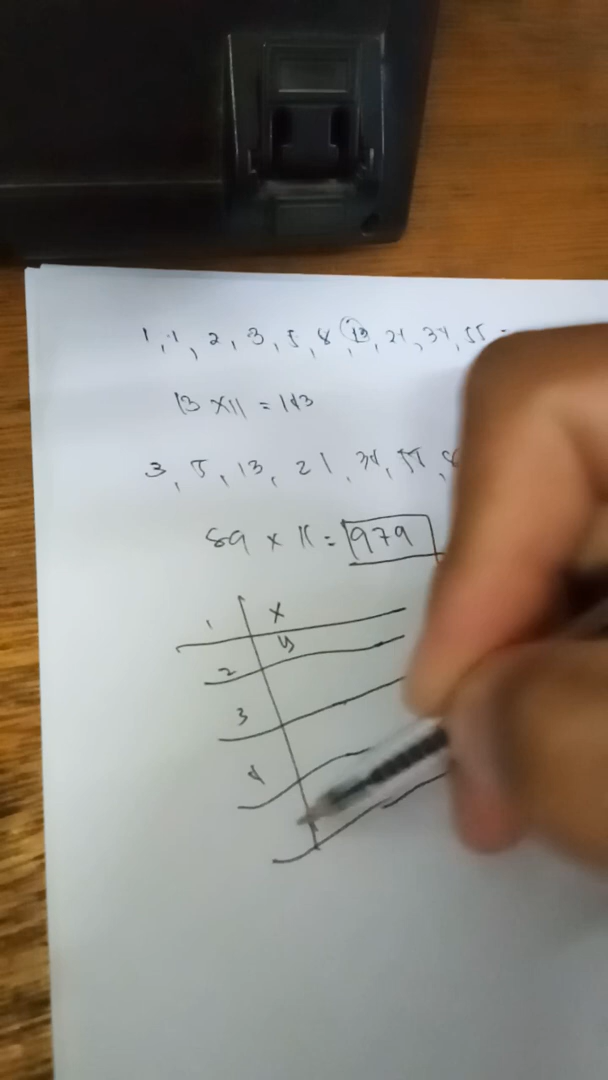 1, 1, 2, 3, 5, 8, 13, 21, 34, 55
13 x 11 = 143
3, 5, 13, 21, 34, 55, 8
89 x 11 = 979
1 x
2 y
3
4